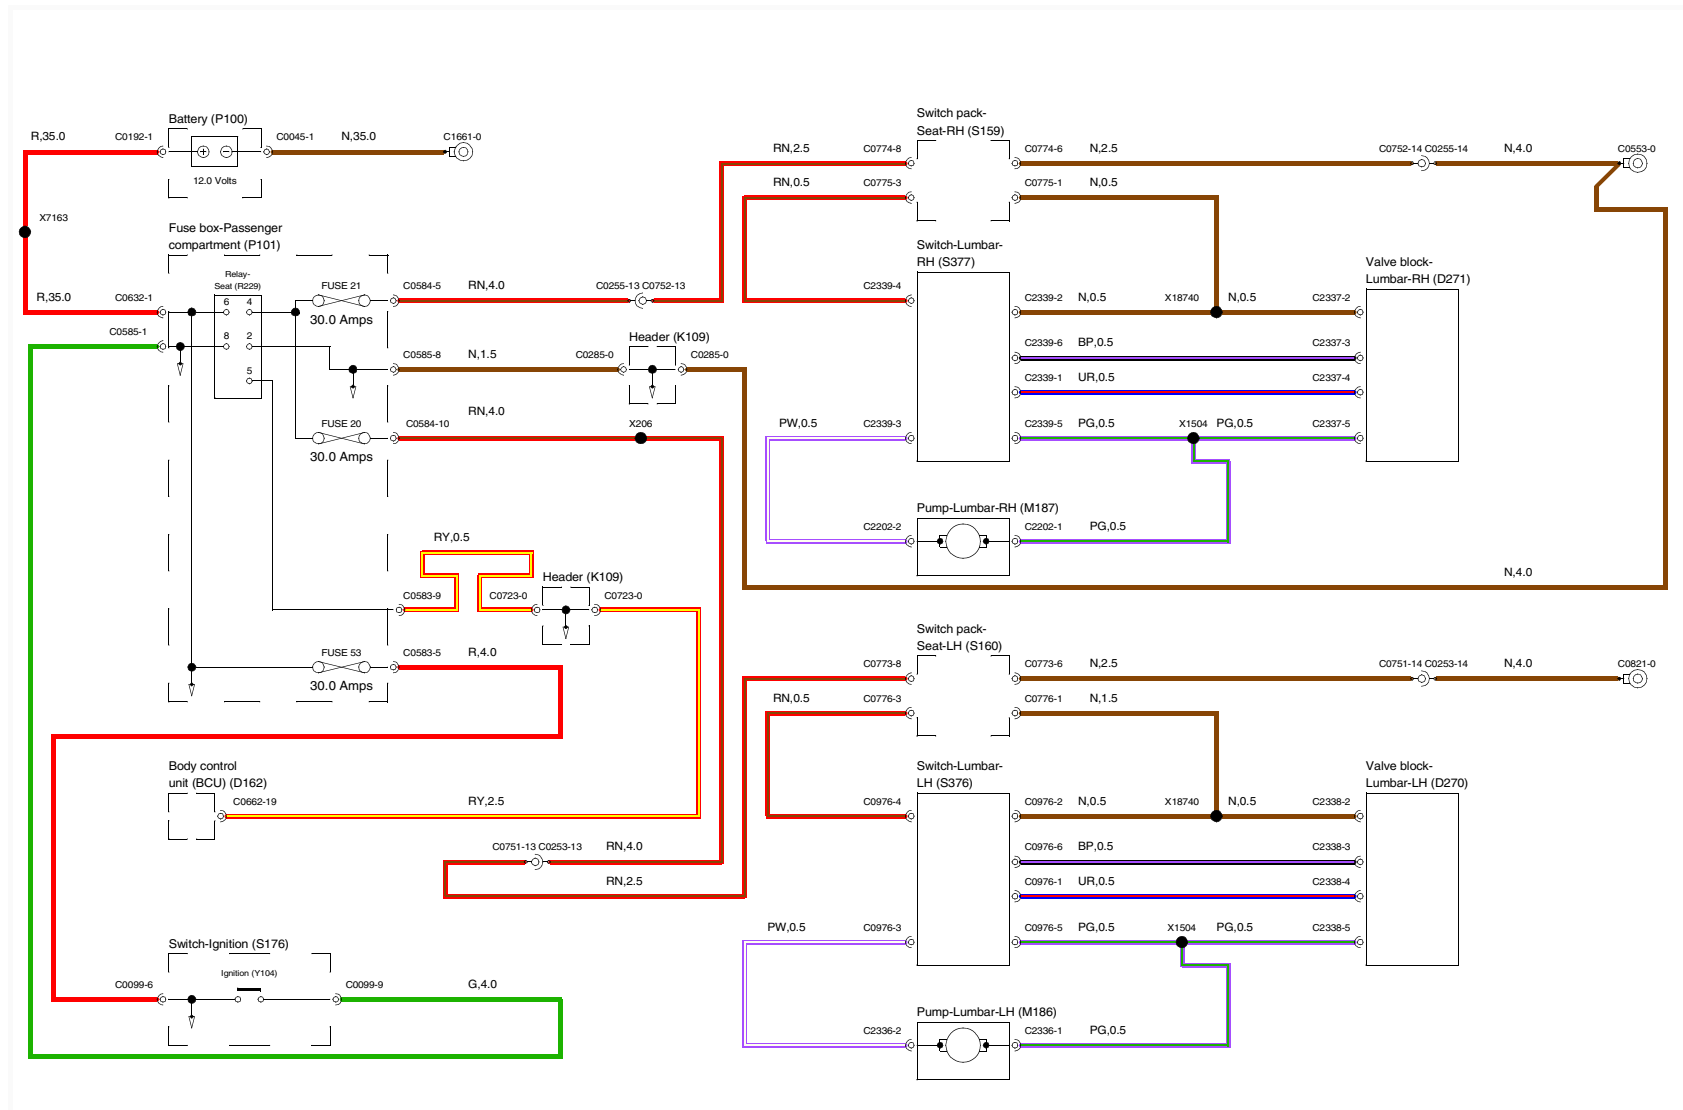 Battery (P100)
R,35.0
C0192-1
C0045-1
N,35.0
C1661-0
12.0 Volts
X7163
Fuse box-Passenger
compartment (P101)
Relay-
Seat (R229)
R,35.0
C0632-1
C0585-1
6 4
8 2
5
FUSE 21
30.0 Amps
C0584-5
RN,4.0
C0255-13 C0752-13
C0585-8
N,1.5
C0285-0
Header (K109)
C0285-0
RN,4.0
FUSE 20
30.0 Amps
C0584-10
X206
RY,0.5
Header (K109)
C0583-9
C0723-0
C0723-0
FUSE 53
30.0 Amps
C0583-5
R,4.0
Body control
unit (BCU) (D162)
C0662-19
RY,2.5
C0751-13 C0253-13
RN,4.0
RN,2.5
Switch-Ignition (S176)
Ignition (Y104)
C0099-6
C0099-9
G,4.0
Switch pack-
Seat-RH (S159)
RN,2.5
C0774-8
C0774-6
N,2.5
C0752-14 C0255-14
N,4.0
C0553-0
RN,0.5
C0775-3
C0775-1
N,0.5
Switch-Lumbar-
RH (S377)
Valve block-
Lumbar-RH (D271)
C2339-4
C2339-2
N,0.5
X18740
N,0.5
C2337-2
C2339-6
BP,0.5
C2337-3
C2339-1
UR,0.5
C2337-4
PW,0.5
C2339-3
C2339-5
PG,0.5
X1504
PG,0.5
C2337-5
Pump-Lumbar-RH (M187)
C2202-2
C2202-1
PG,0.5
N,4.0
Switch pack-
Seat-LH (S160)
C0773-8
C0773-6
N,2.5
C0751-14 C0253-14
N,4.0
C0821-0
RN,0.5
C0776-3
C0776-1
N,1.5
Switch-Lumbar-
LH (S376)
Valve block-
Lumbar-LH (D270)
C0976-4
C0976-2
N,0.5
X18740
N,0.5
C2338-2
C0976-6
BP,0.5
C2338-3
C0976-1
UR,0.5
C2338-4
PW,0.5
C0976-3
C0976-5
PG,0.5
X1504
PG,0.5
C2338-5
Pump-Lumbar-LH (M186)
C2336-2
C2336-1
PG,0.5